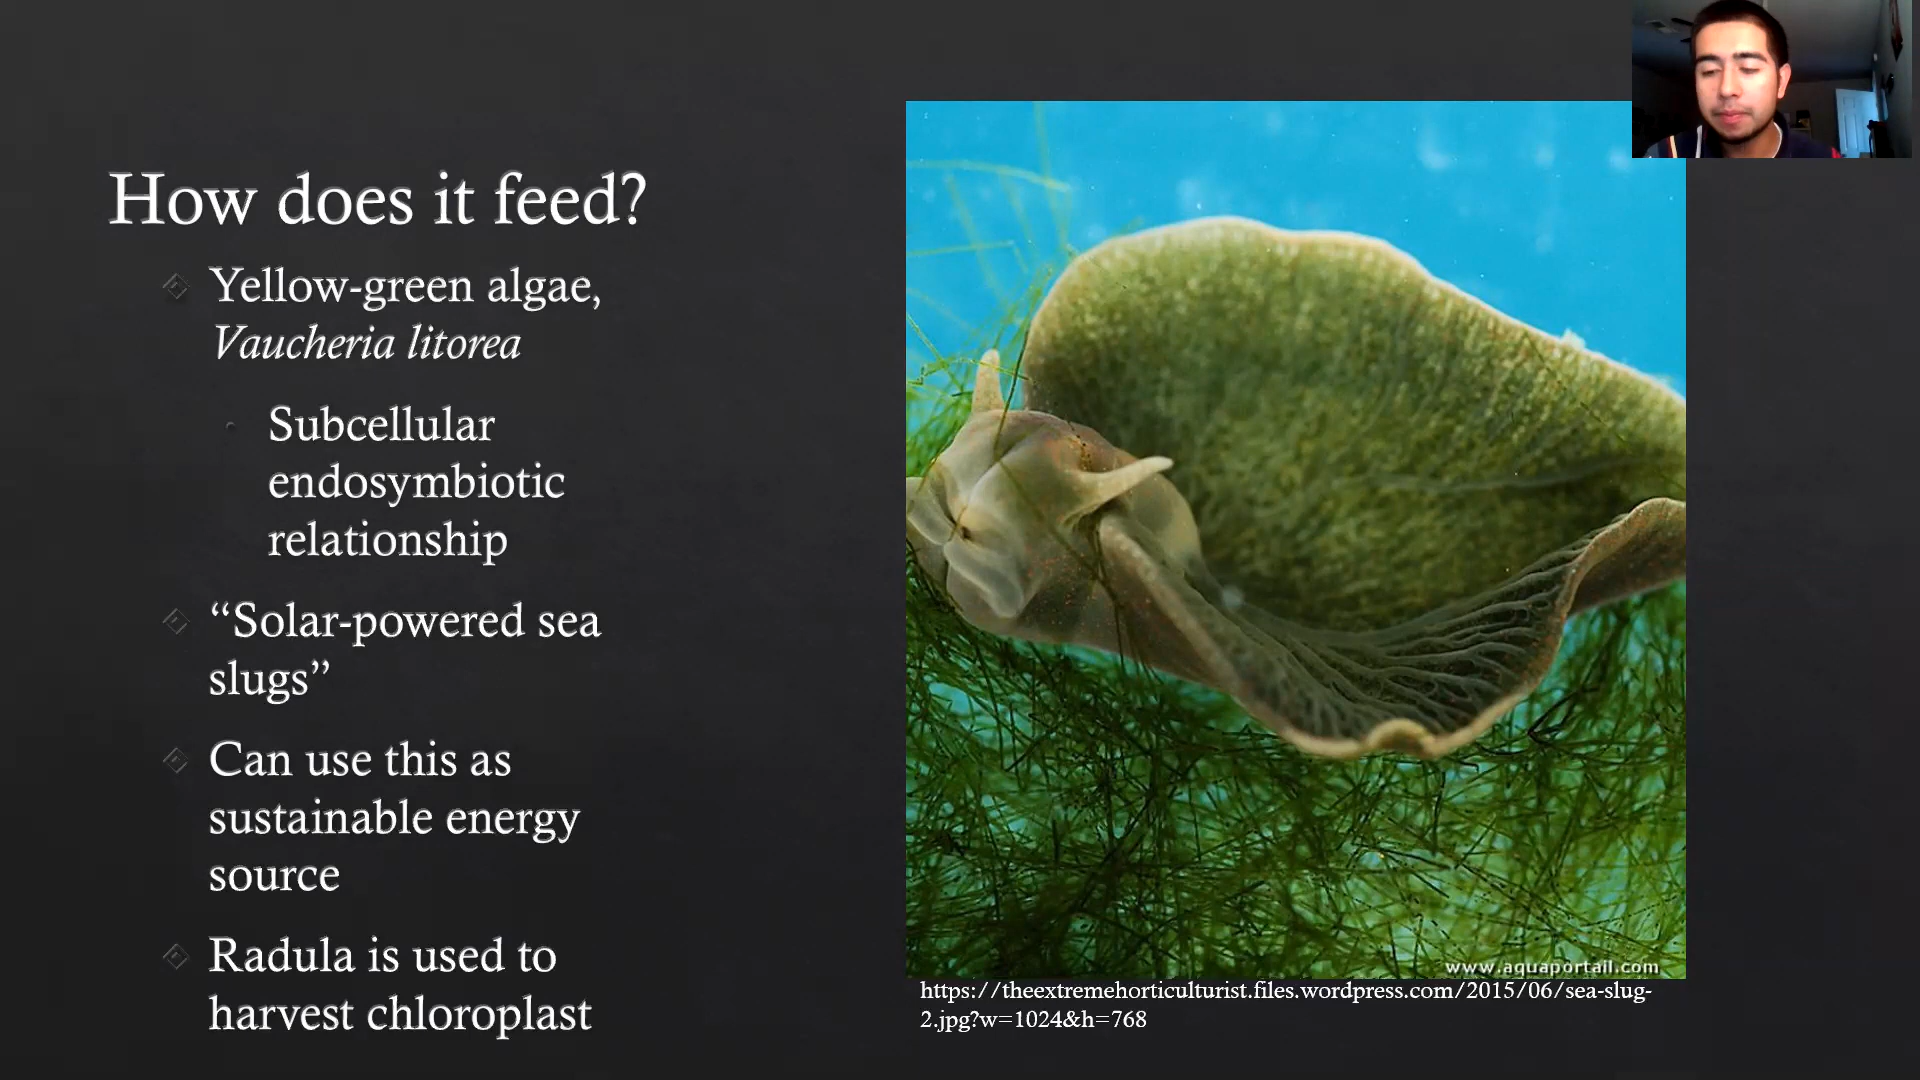 How does it feed?
Yellow-green algae,
Vaucheria litorea
Subcellular
endosymbiotic
relationship
“Solar-powered sea
slugs”
Can use this as
sustainable energy
source
Radula is used to
harvest chloroplast
www.aquaportail.com
https://theextremehorticulturist.files.wordpress.com/2015/06/sea-slug-
2.jpg?w=1024&h=768